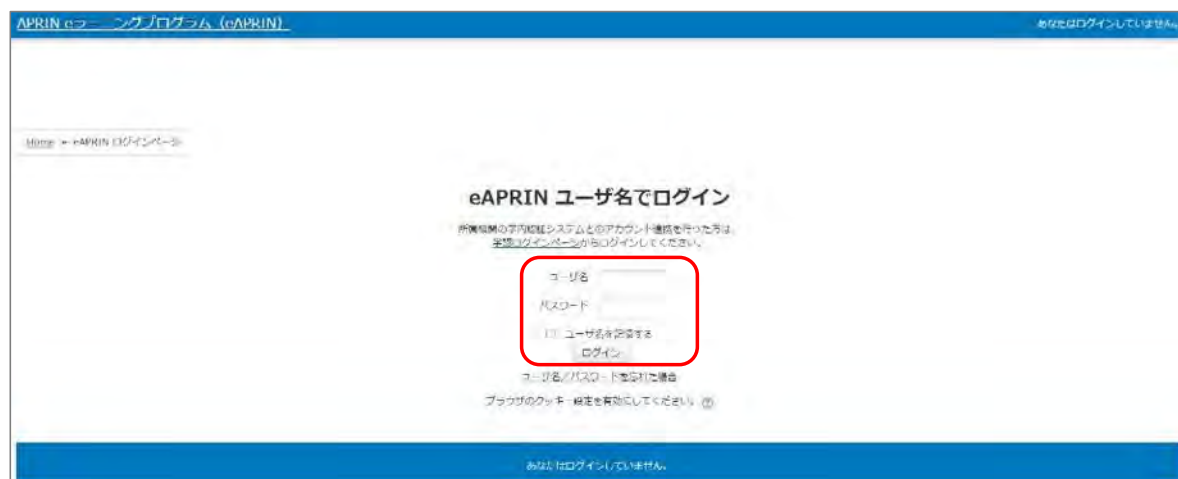 APRIN eラーニングプログラム (eAPRIN)
あなたはログインしていません。
Home ► eAPRIN ログインページ
eAPRIN ユーザ名でログイン
所属機関の学内認証システムとのアカウント連携を行った方は、
学認ログインページからログインしてください。
ユーザ名
パスワード
ユーザ名を記憶する
ログイン
ユーザ名/パスワードを忘れた場合
ブラウザのクッキー設定を有効にしてください。 ?
あなたはログインしていません。